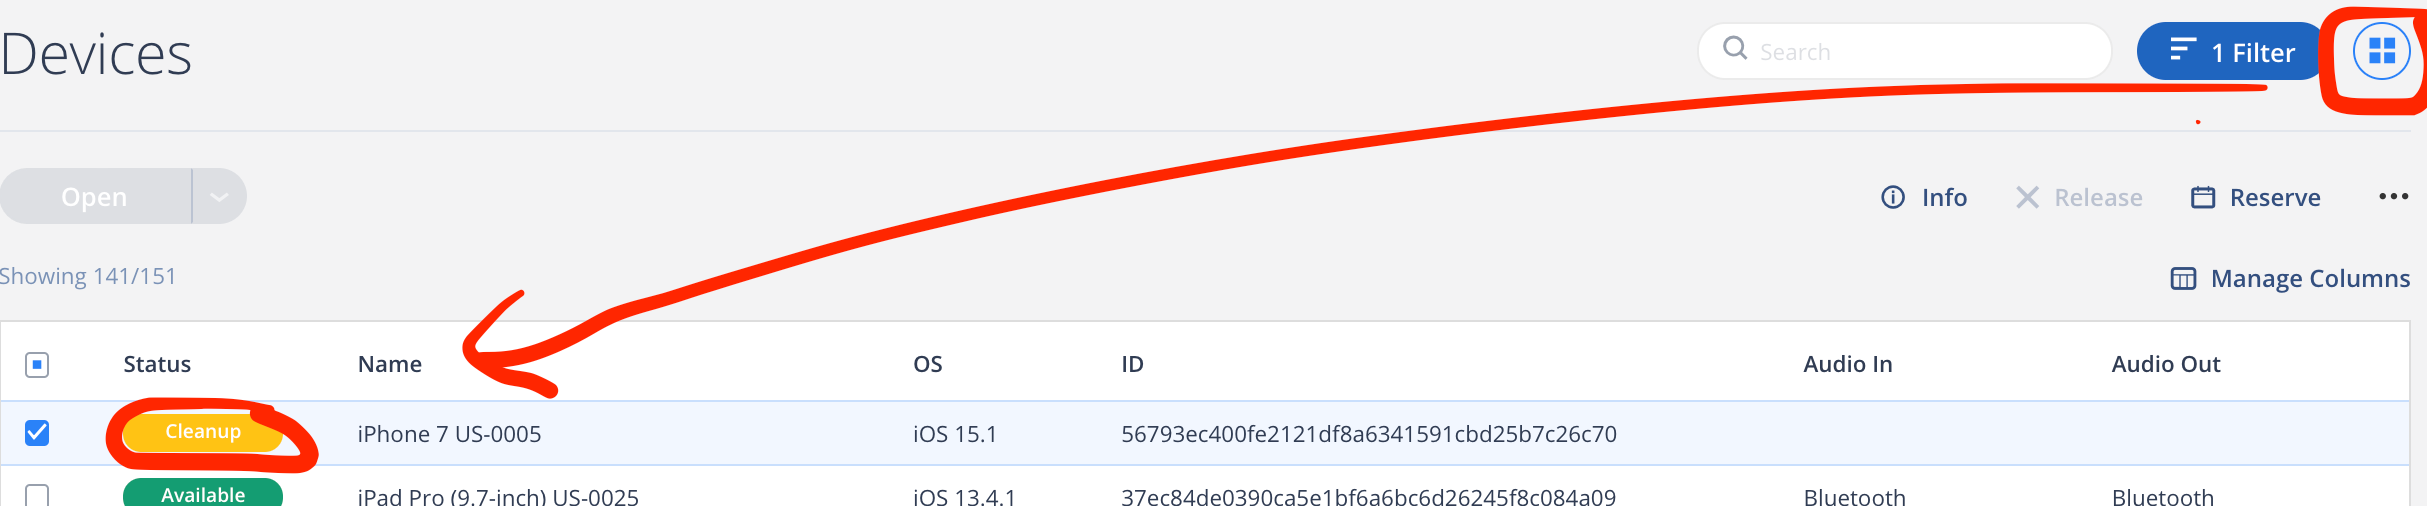 Devices
Search
1 Filter
Open
Info
Release
Reserve
Showing 141/151
Manage Columns
Status Name OS ID Audio In Audio Out
Cleanup iPhone 7 US-0005 iOS 15.1 56793ec400fe2121df8a6341591cbd25b7c26c70
Available iPad Pro (9.7-inch) US-0025 iOS 13.4.1 37ec84de0390ca5e1bf6a6bc6d26245f8c084a09 Bluetooth Bluetooth